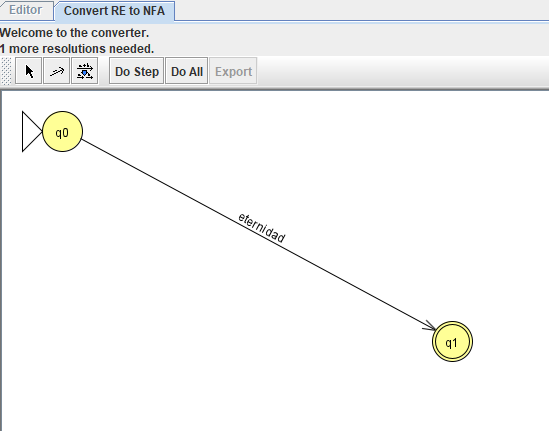 Editor
Convert RE to NFA
Welcome to the converter.
1 more resolutions needed.
Do Step
Do All
Export
q0
eternidad
q1